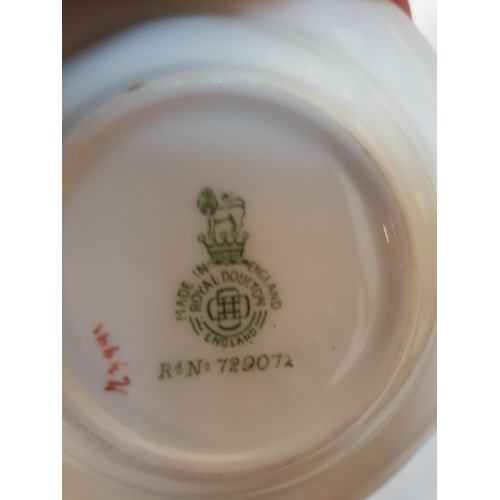 MADE IN ENGLAND
ROYAL DOULTON
ENGLAND
Rd No 729072